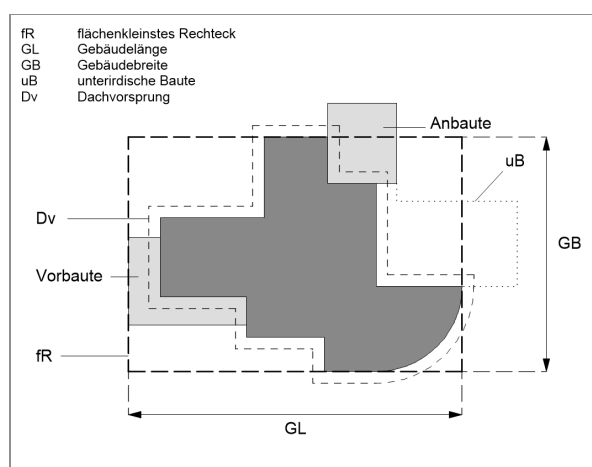 fR flächenkleinstes Rechteck
GL Gebäudelänge
GB Gebäudebreite
uB unterirdische Baute
Dv Dachvorsprung
Anbaute
uB
Dv
GB
Vorbaute
fR
GL